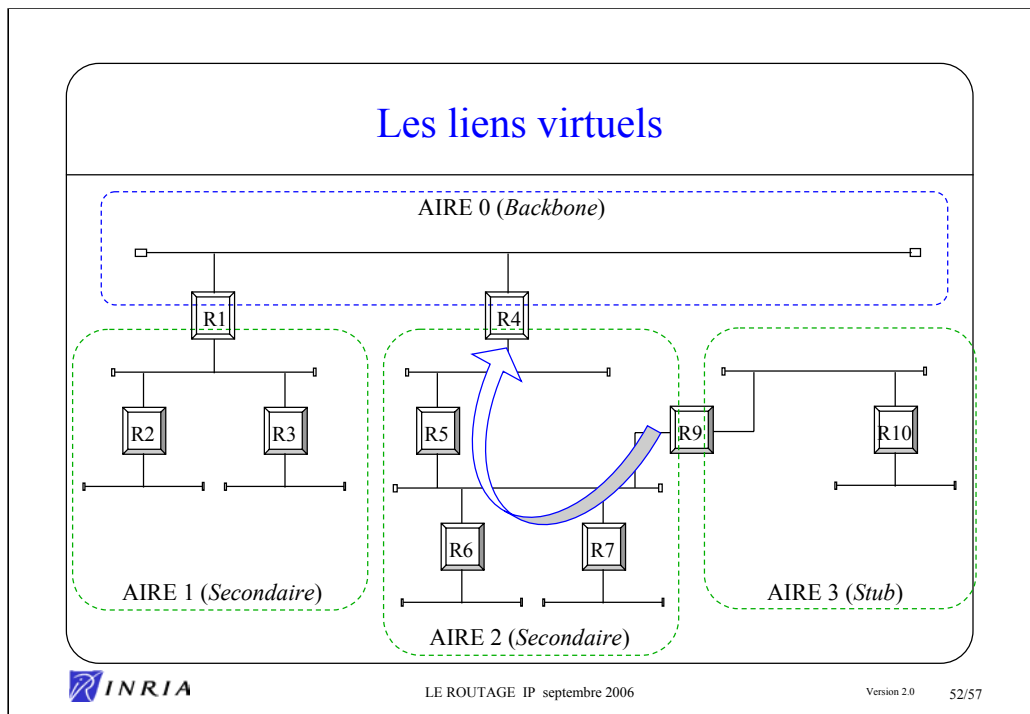 Les liens virtuels
AIRE 0 (Backbone)
R1
R4
R2
R3
R5
R9
R10
R6
R7
AIRE 1 (Secondaire)
AIRE 3 (Stub)
AIRE 2 (Secondaire)
INRIA
LE ROUTAGE IP septembre 2006
Version 2.0
52/57